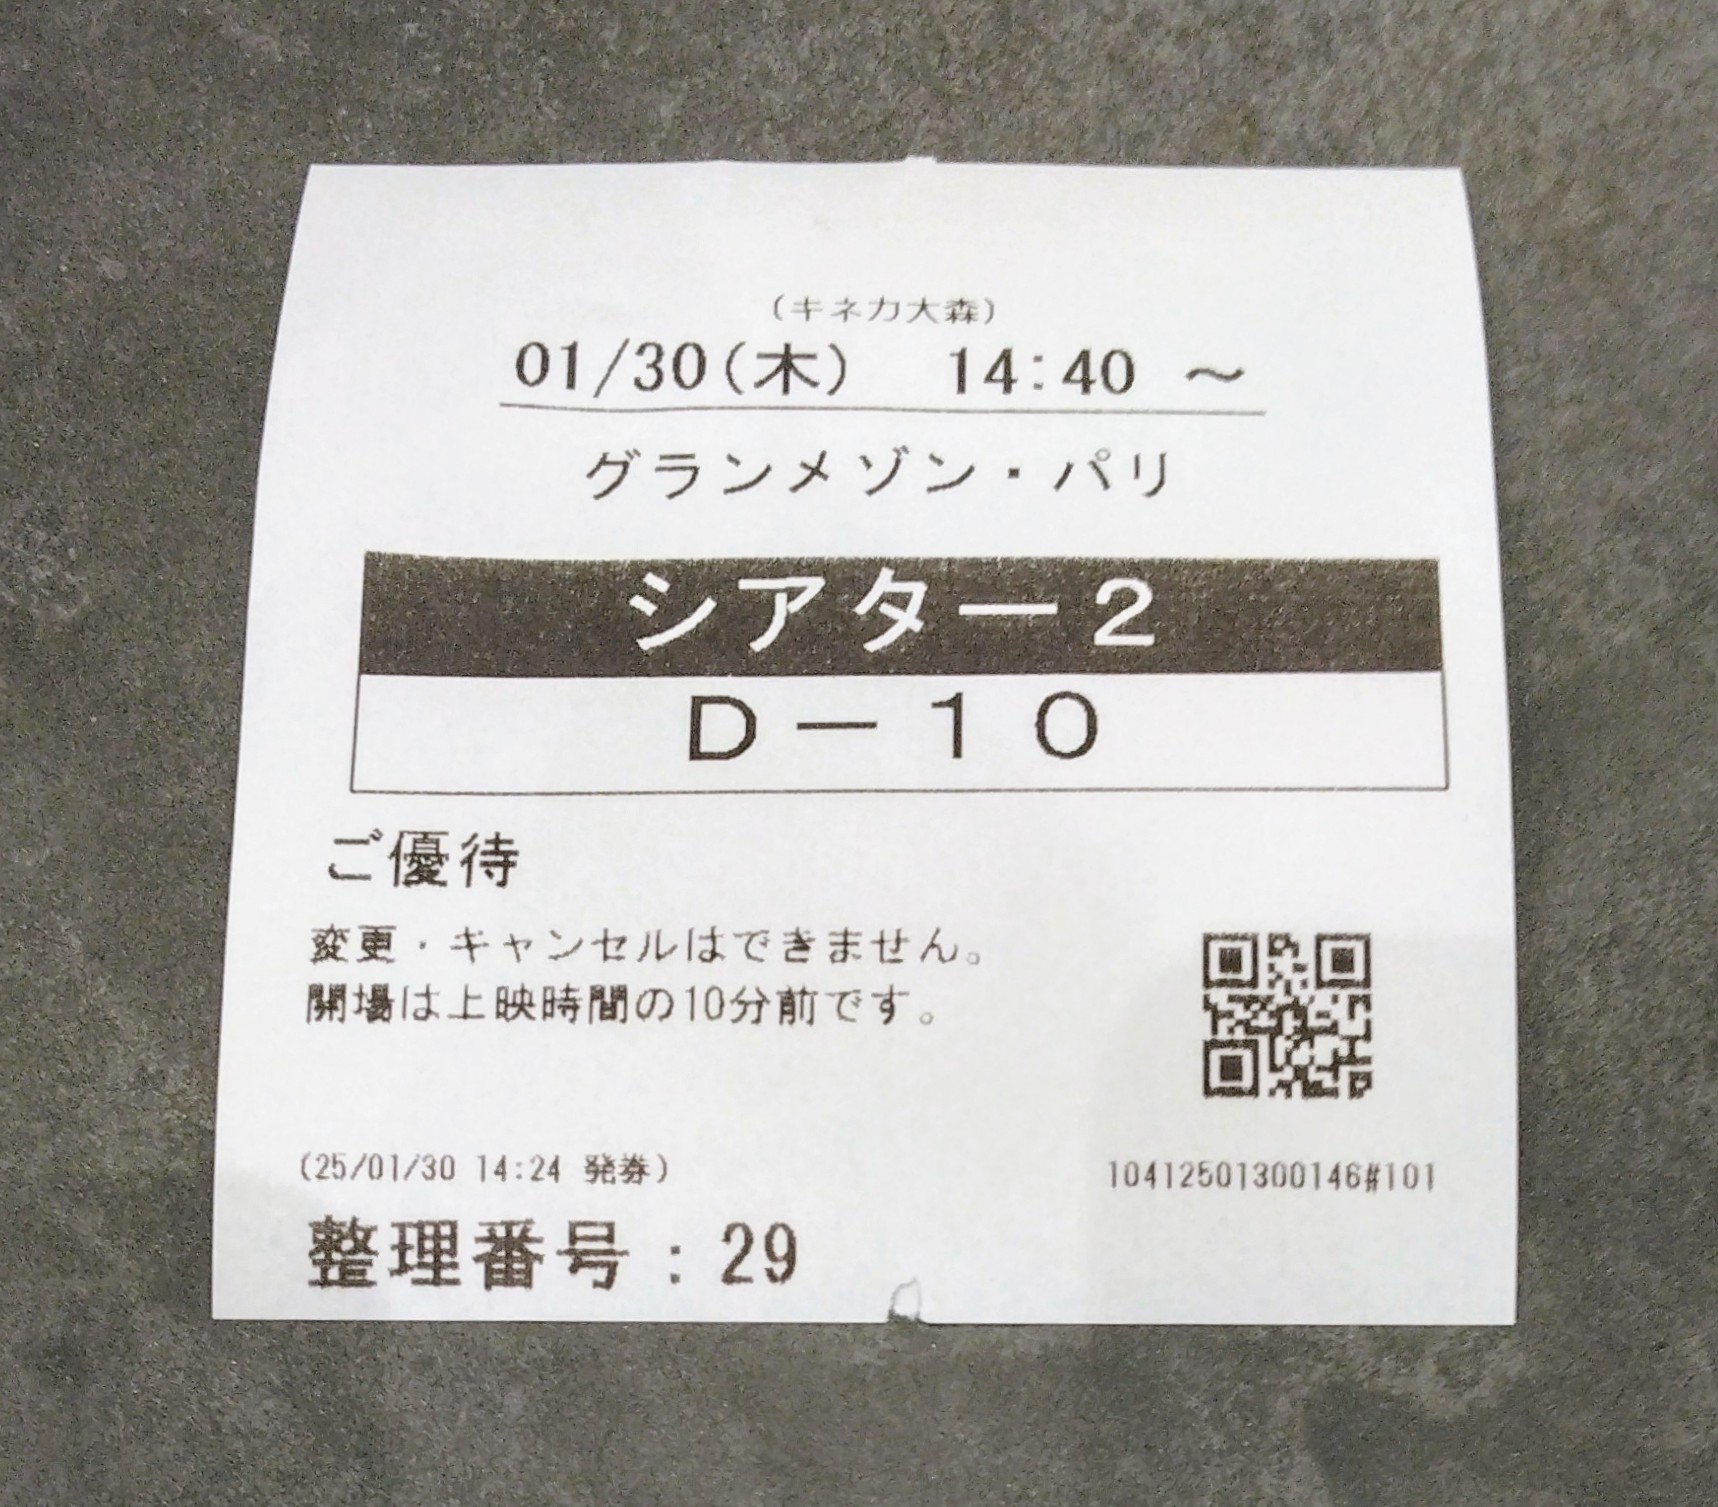 (キネカ大森)
01/30(木) 14:40 ～
グランメゾン・パリ
シアター2
D－10
ご優待
変更・キャンセルはできません。
開場は上映時間の10分前です。
(25/01/30 14:24 発券)
10412501300146#101
整理番号:29